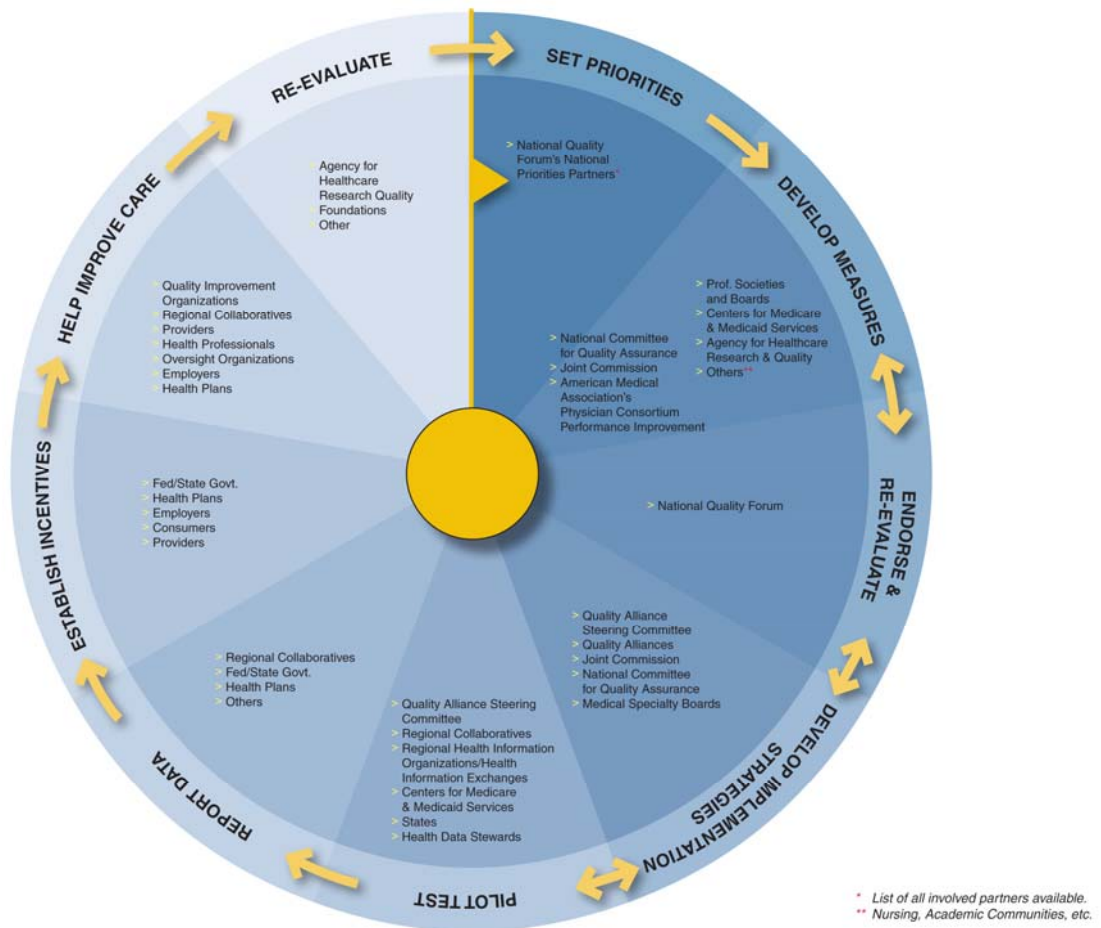 RE-EVALUATE
SET PRIORITIES
DEVELOP MEASURES
ENDORSE &
RE-EVALUATE
DEVELOP IMPLEMENTATION
STRATEGIES
PILOT TEST
REPORT DATA
ESTABLISH INCENTIVES
HELP IMPROVE CARE
> National Quality
Forum's National
Priorities Partners*
> Prof. Societies
and Boards
> Centers for Medicare
& Medicaid Services
> Agency for Healthcare
Research & Quality
> Others**
> National Committee
for Quality Assurance
> Joint Commission
> American Medical
Association's
Physician Consortium
Performance Improvement
> National Quality Forum
> Quality Alliance
Steering Committee
> Quality Alliances
> Joint Commission
> National Committee
for Quality Assurance
> Medical Specialty Boards
> Quality Alliance Steering
Committee
> Regional Collaboratives
> Regional Health Information
Organizations/Health
Information Exchanges
> Centers for Medicare
& Medicaid Services
> States
> Health Data Stewards
> Regional Collaboratives
> Fed/State Govt.
> Health Plans
> Others
> Fed/State Govt.
> Health Plans
> Employers
> Consumers
> Providers
> Quality Improvement
Organizations
> Regional Collaboratives
> Providers
> Health Professionals
> Oversight Organizations
> Employers
> Health Plans
> Agency for
Healthcare
Research Quality
> Foundations
> Other
* List of all involved partners available.
** Nursing, Academic Communities, etc.